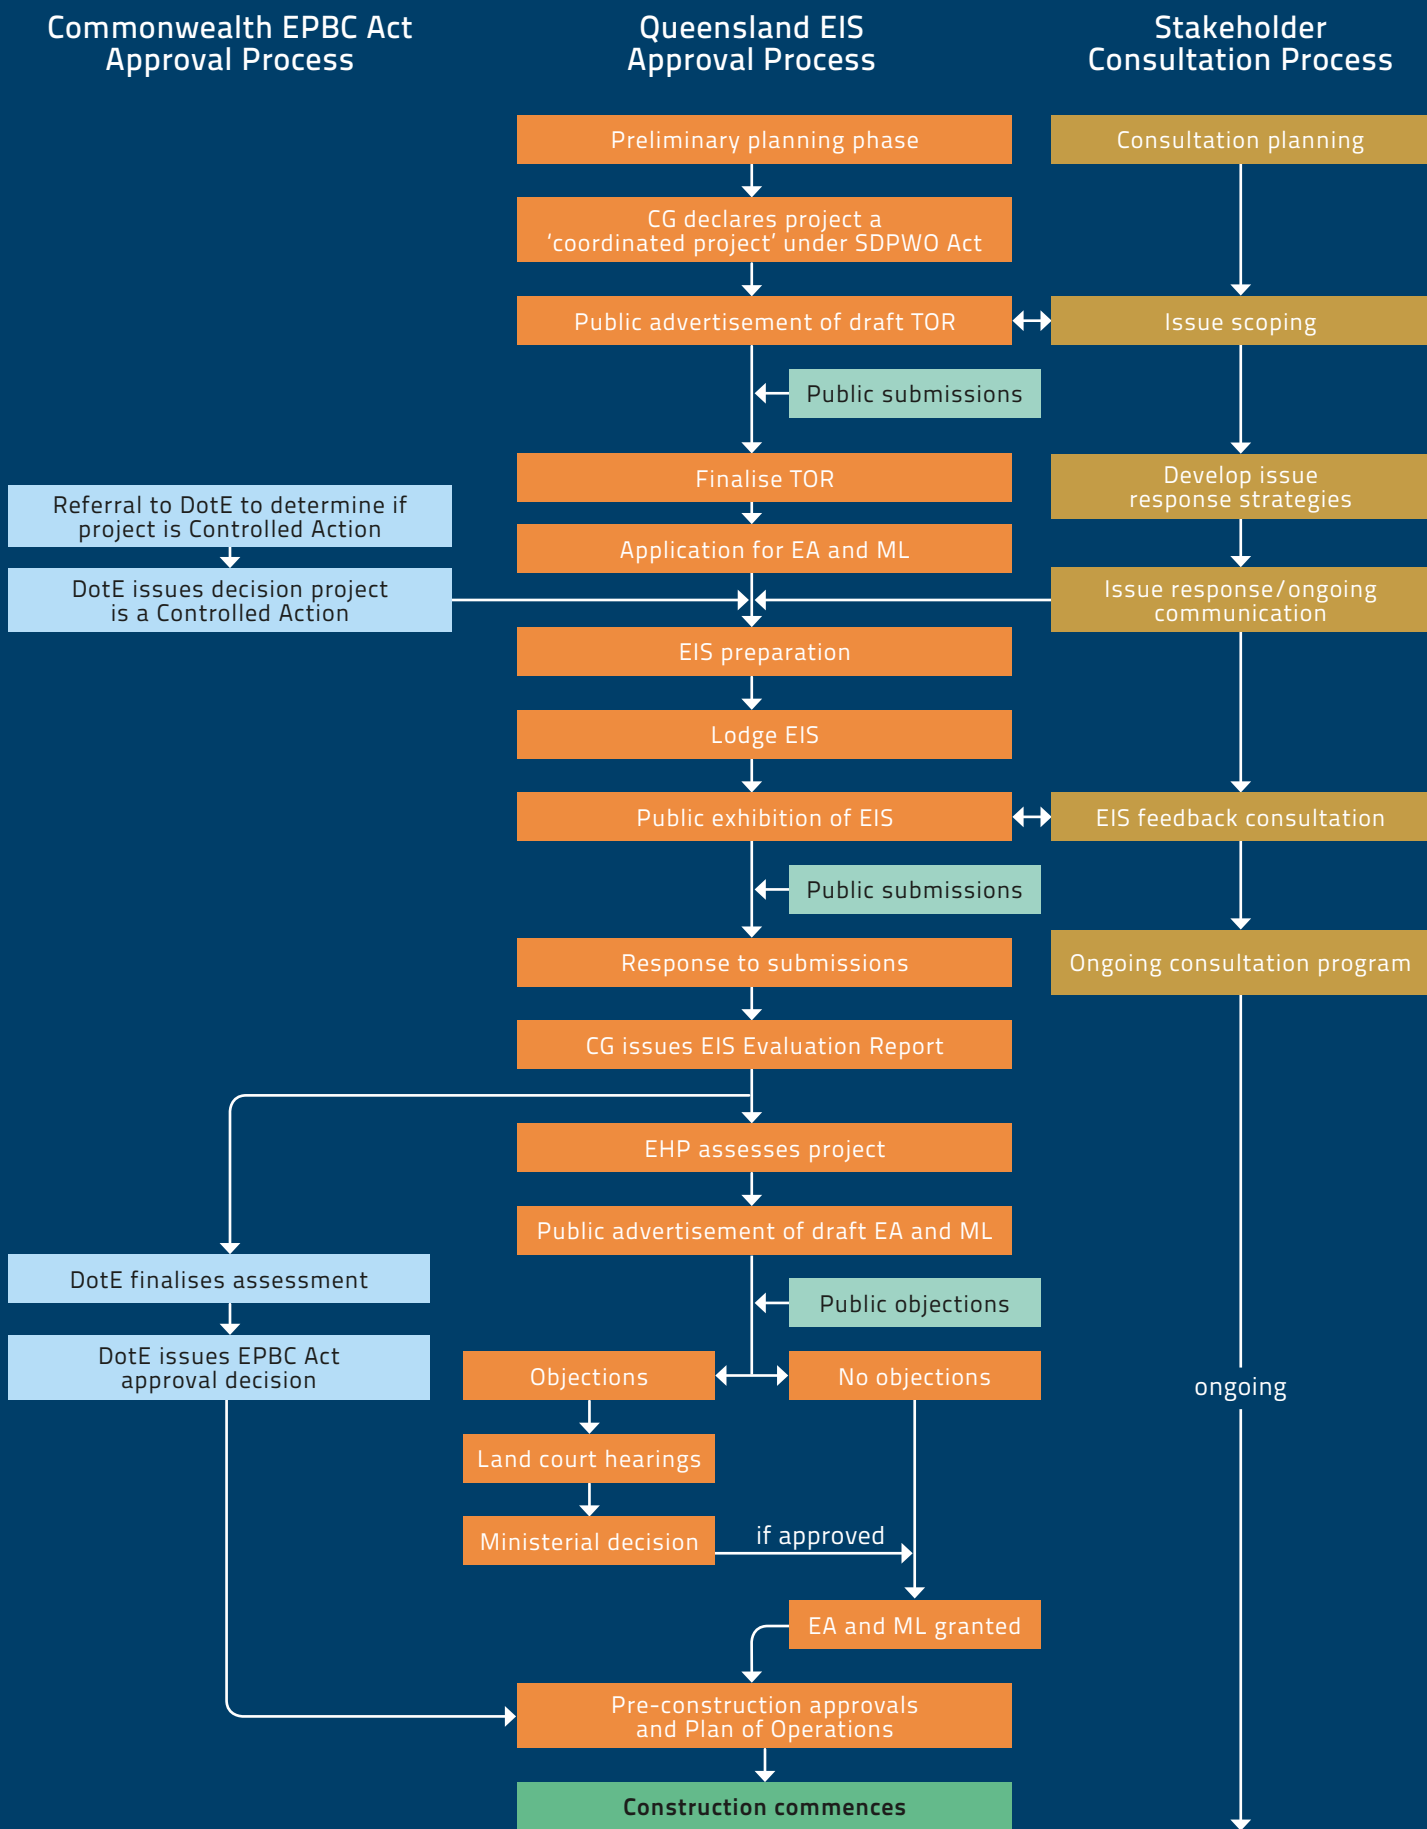 Commonwealth EPBC Act
Approval Process
Queensland EIS
Approval Process
Stakeholder
Consultation Process
Preliminary planning phase
Consultation planning
CG declares project a
‘coordinated project’ under SDPWO Act
Public advertisement of draft TOR
Issue scoping
Public submissions
Finalise TOR
Develop issue
response strategies
Referral to DotE to determine if
project is Controlled Action
Application for EA and ML
DotE issues decision project
is a Controlled Action
Issue response/ongoing
communication
EIS preparation
Lodge EIS
Public exhibition of EIS
EIS feedback consultation
Public submissions
Response to submissions
Ongoing consultation program
CG issues EIS Evaluation Report
EHP assesses project
Public advertisement of draft EA and ML
DotE finalises assessment
Public objections
DotE issues EPBC Act
approval decision
Objections
No objections
ongoing
Land court hearings
Ministerial decision
if approved
EA and ML granted
Pre-construction approvals
and Plan of Operations
Construction commences